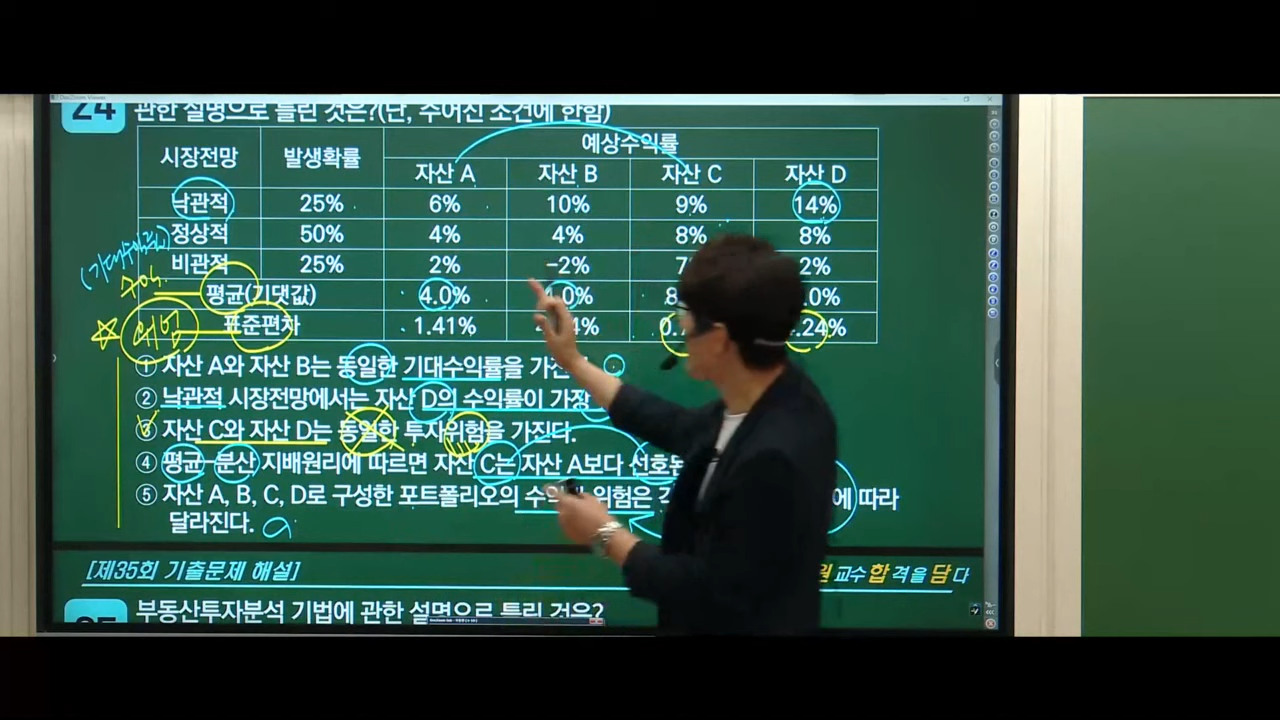 24 관한 설명으로 틀린 것은?(단, 주어진 조건에 한함)
시장전망 발생확률 예상수익률
자산 A 자산 B 자산 C 자산 D
낙관적 25% 6% 10% 9% 14%
정상적 50% 4% 4% 8% 8%
(기대수익률)
비관적 25% 2% -2% 2%
수익 평균(기댓값) 4.0%
위험 표준편차 1.41%
① 자산 A와 자산 B는 동일한 기대수익률을
② 낙관적 시장전망에서는 자산 D의 수익률이 가장
③ 자산 C와 자산 D는 동일한 투자위험을 가진다.
④ 평균-분산 지배원리에 따르면 자산 C는 자산 A보다
⑤ 자산 A, B, C, D로 구성한 포트폴리오의 위험은 에 따라
달라진다.
[제35회 기출문제 해설]
교수 합격을 담다
부동산투자분석 기법에 관한 설명으로 틀린 것은?